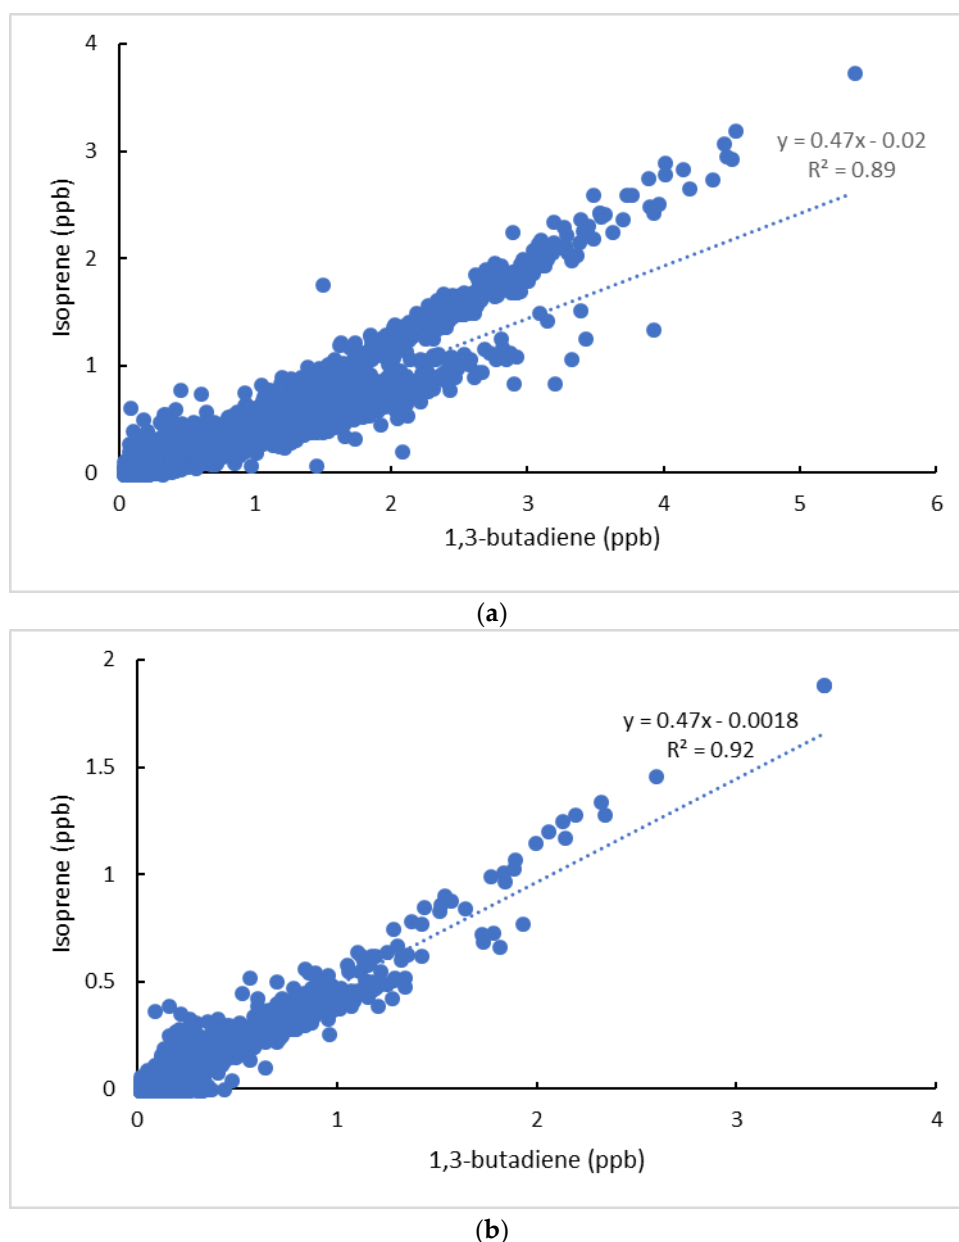 4
3
2
1
0
Isoprene (ppb)
y = 0.47x - 0.02
R² = 0.89
0 1 2 3 4 5 6
1,3-butadiene (ppb)
(a)
2
1.5
1
0.5
0
Isoprene (ppb)
y = 0.47x - 0.0018
R² = 0.92
0 1 2 3 4
1,3-butadiene (ppb)
(b)